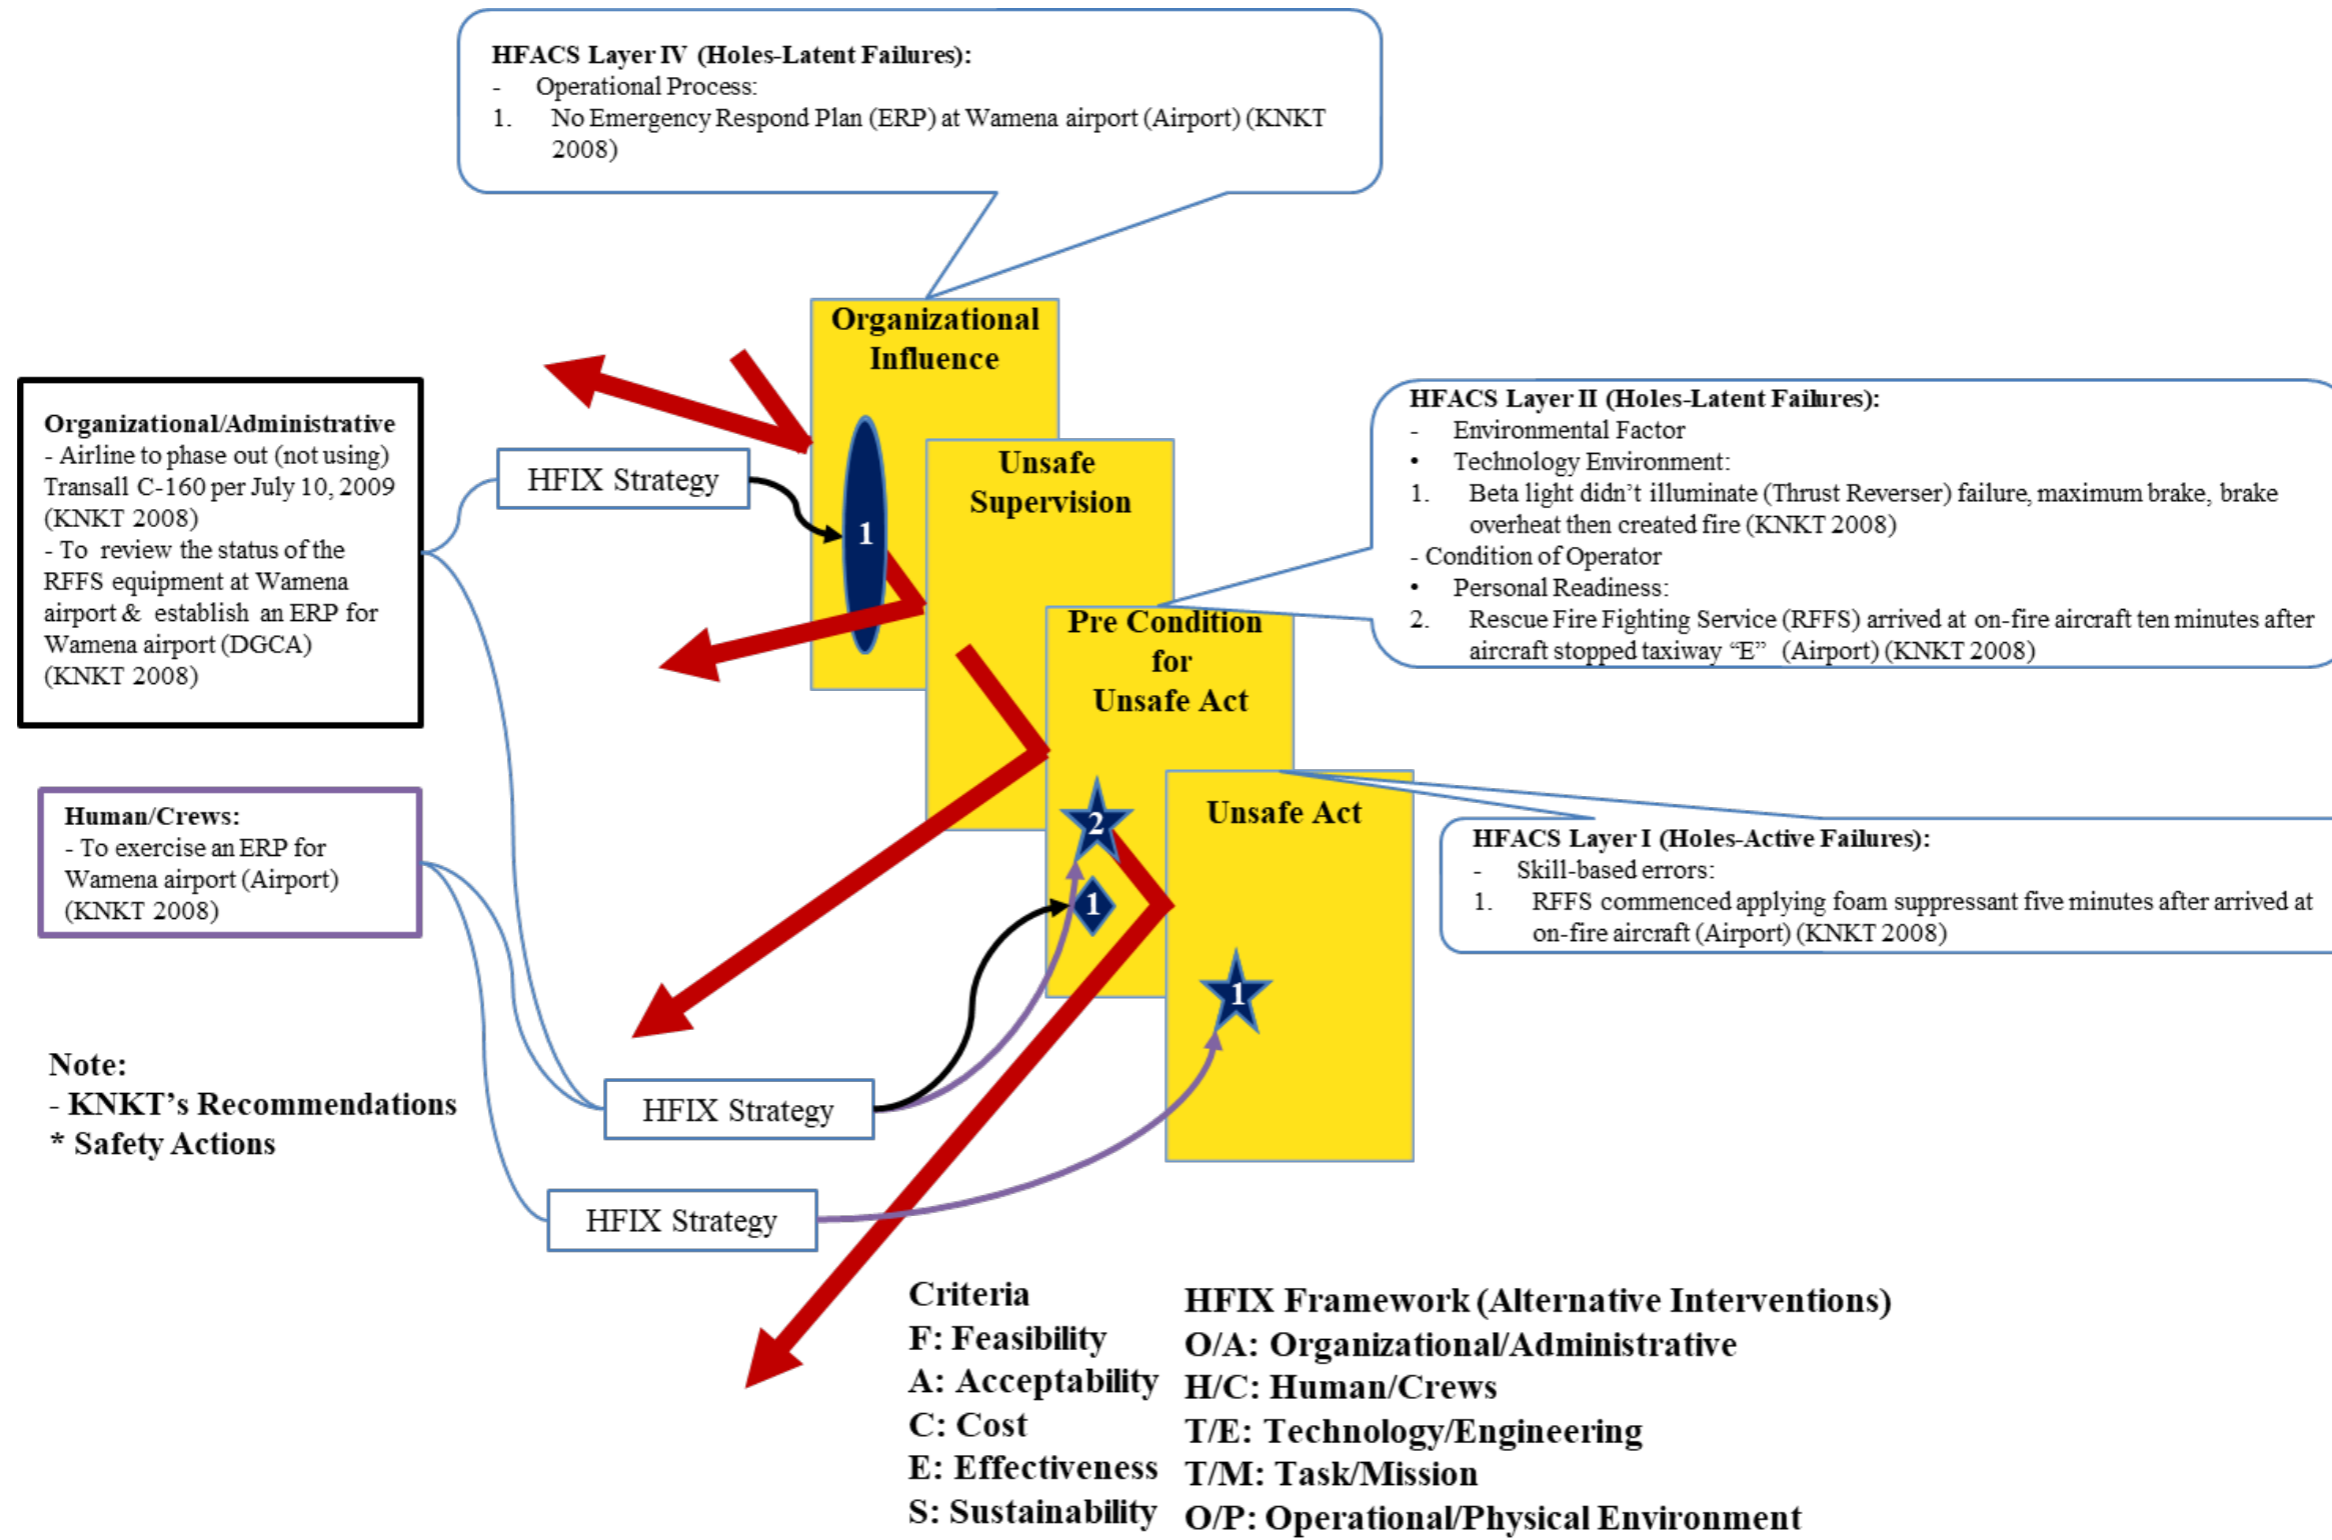 HFACS Layer IV (Holes-Latent Failures):
- Operational Process:
1. No Emergency Respond Plan (ERP) at Wamena airport (Airport) (KNKT
2008)
Organizational
Influence
Organizational/Administrative
- Airline to phase out (not using)
Transall C-160 per July 10, 2009
(KNKT 2008)
- To review the status of the
RFFS equipment at Wamena
airport & establish an ERP for
Wamena airport (DGCA)
(KNKT 2008)
HFIX Strategy
1
Unsafe
Supervision
HFACS Layer II (Holes-Latent Failures):
- Environmental Factor
• Technology Environment:
1. Beta light didn't illuminate (Thrust Reverser) failure, maximum brake, brake
overheat then created fire (KNKT 2008)
- Condition of Operator
• Personal Readiness:
2. Rescue Fire Fighting Service (RFFS) arrived at on-fire aircraft ten minutes after
aircraft stopped taxiway “E” (Airport) (KNKT 2008)
Pre Condition
for
Unsafe Act
2
1
Unsafe Act
1
Human/Crews:
- To exercise an ERP for
Wamena airport (Airport)
(KNKT 2008)
HFACS Layer I (Holes-Active Failures):
- Skill-based errors:
1. RFFS commenced applying foam suppressant five minutes after arrived at
on-fire aircraft (Airport) (KNKT 2008)
Note:
- KNKT's Recommendations
* Safety Actions
HFIX Strategy
HFIX Strategy
Criteria
F: Feasibility
A: Acceptability
C: Cost
E: Effectiveness
S: Sustainability
HFIX Framework (Alternative Interventions)
O/A: Organizational/Administrative
H/C: Human/Crews
T/E: Technology/Engineering
T/M: Task/Mission
O/P: Operational/Physical Environment